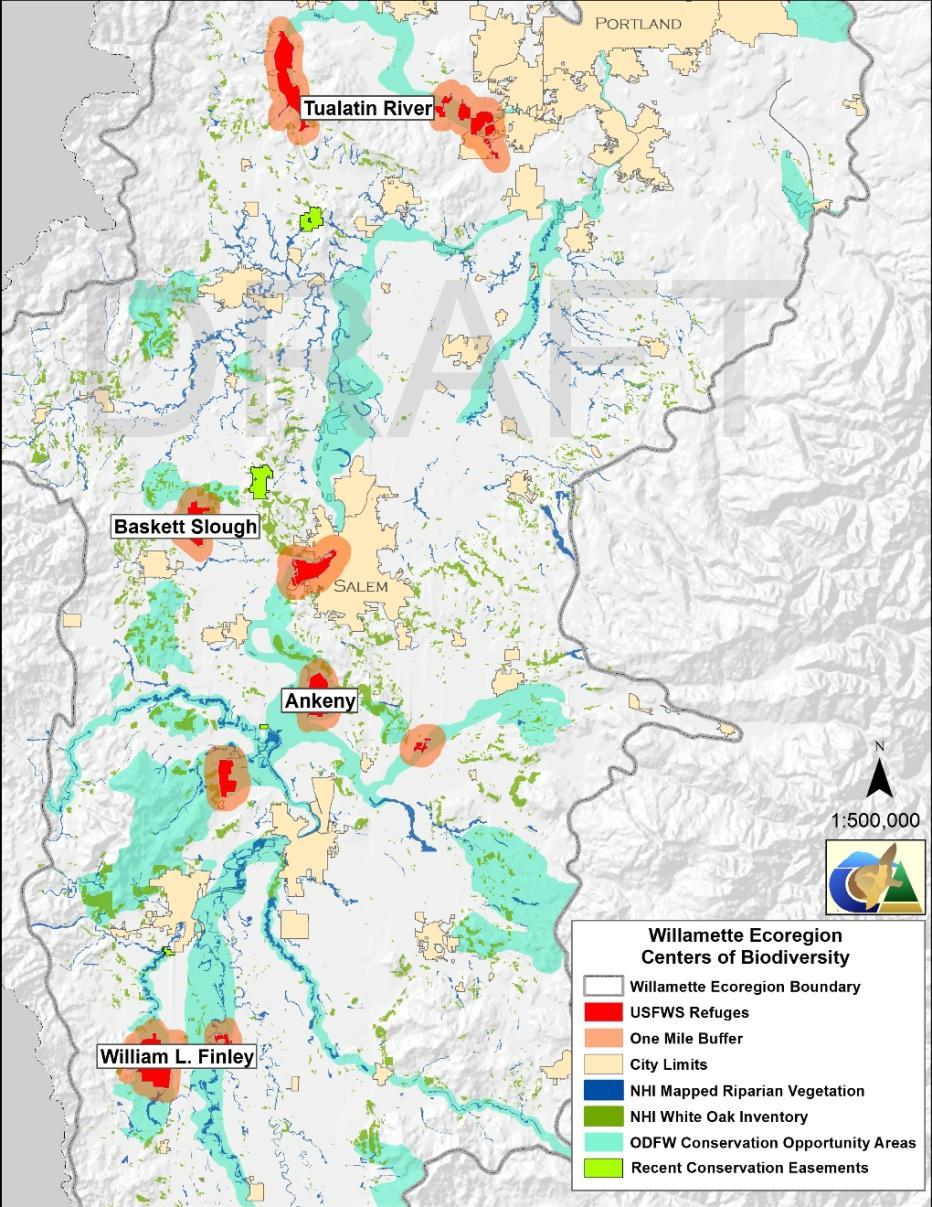 PORTLAND
Tualatin River
DRAFT
Baskett Slough
SALEM
Ankeny
N
1:500,000
William L. Finley
Willamette Ecoregion
Centers of Biodiversity
Willamette Ecoregion Boundary
USFWS Refuges
One Mile Buffer
City Limits
NHI Mapped Riparian Vegetation
NHI White Oak Inventory
ODFW Conservation Opportunity Areas
Recent Conservation Easements